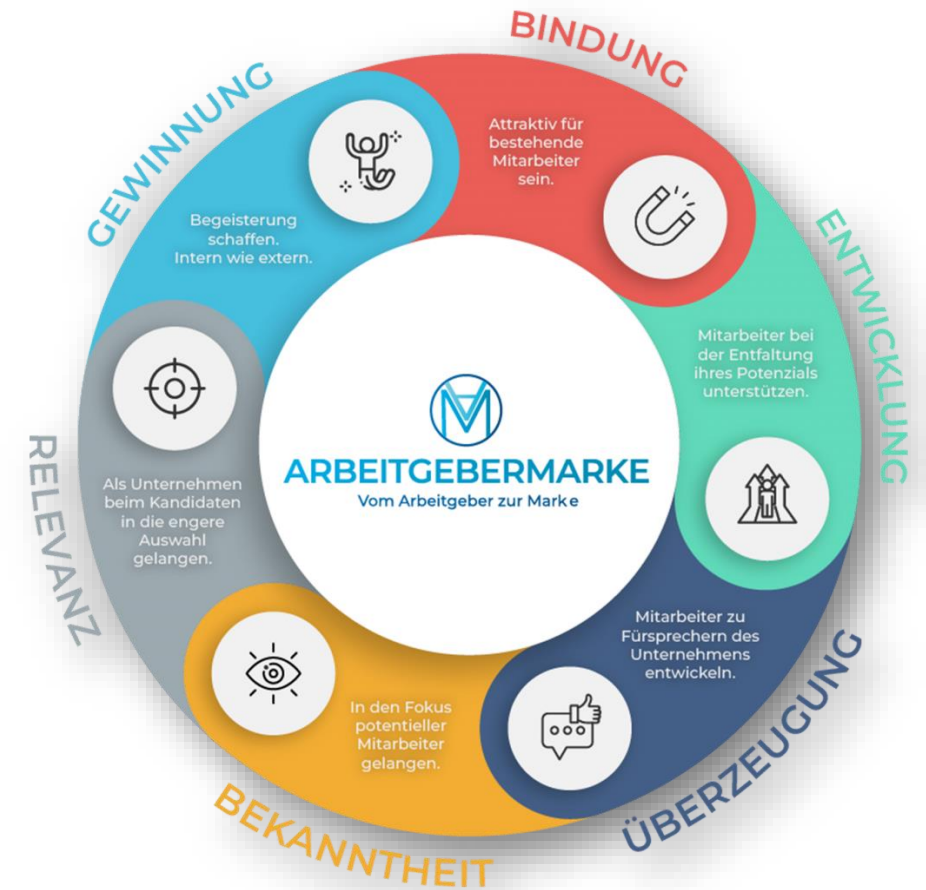 BINDUNG
Attraktiv für
bestehende
Mitarbeiter
sein.
ENTWICKLUNG
Mitarbeiter bei
der Entfaltung
ihres Potenzials
unterstützen.
ÜBERZEUGUNG
Mitarbeiter zu
Fürsprechern des
Unternehmens
entwickeln.
BEKANNTHEIT
In den Fokus
potentieller
Mitarbeiter
gelangen.
RELEVANZ
Als Unternehmen
beim Kandidaten
in die engere
Auswahl
gelangen.
GEWINNUNG
Begeisterung
schaffen.
Intern wie extern.
ARBEITGEBERMARKE
Vom Arbeitgeber zur Marke